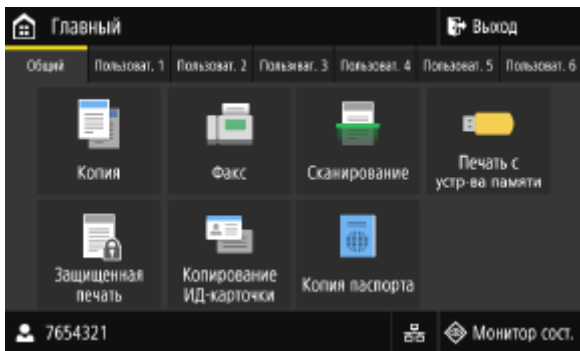 Главный
Выход
Общий Пользоват. 1 Пользоват. 2 Пользоват. 3 Пользоват. 4 Пользоват. 5 Пользоват. 6
Копия
Факс
Сканирование
Печать с
устр-ва памяти
Защищенная
печать
Копирование
ИД-карточки
Копия паспорта
7654321
Монитор сост.